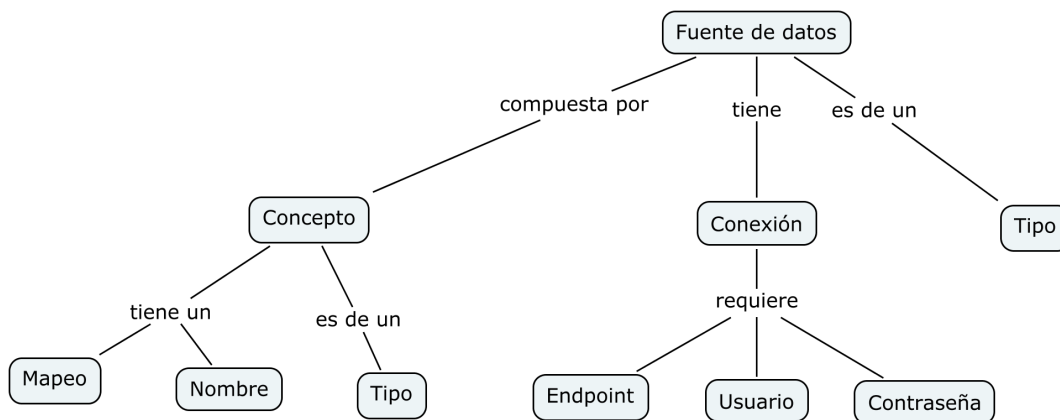 Fuente de datos
compuesta por
tiene
es de un
Concepto
Conexión
Tipo
tiene un
es de un
requiere
Mapeo
Nombre
Tipo
Endpoint
Usuario
Contraseña